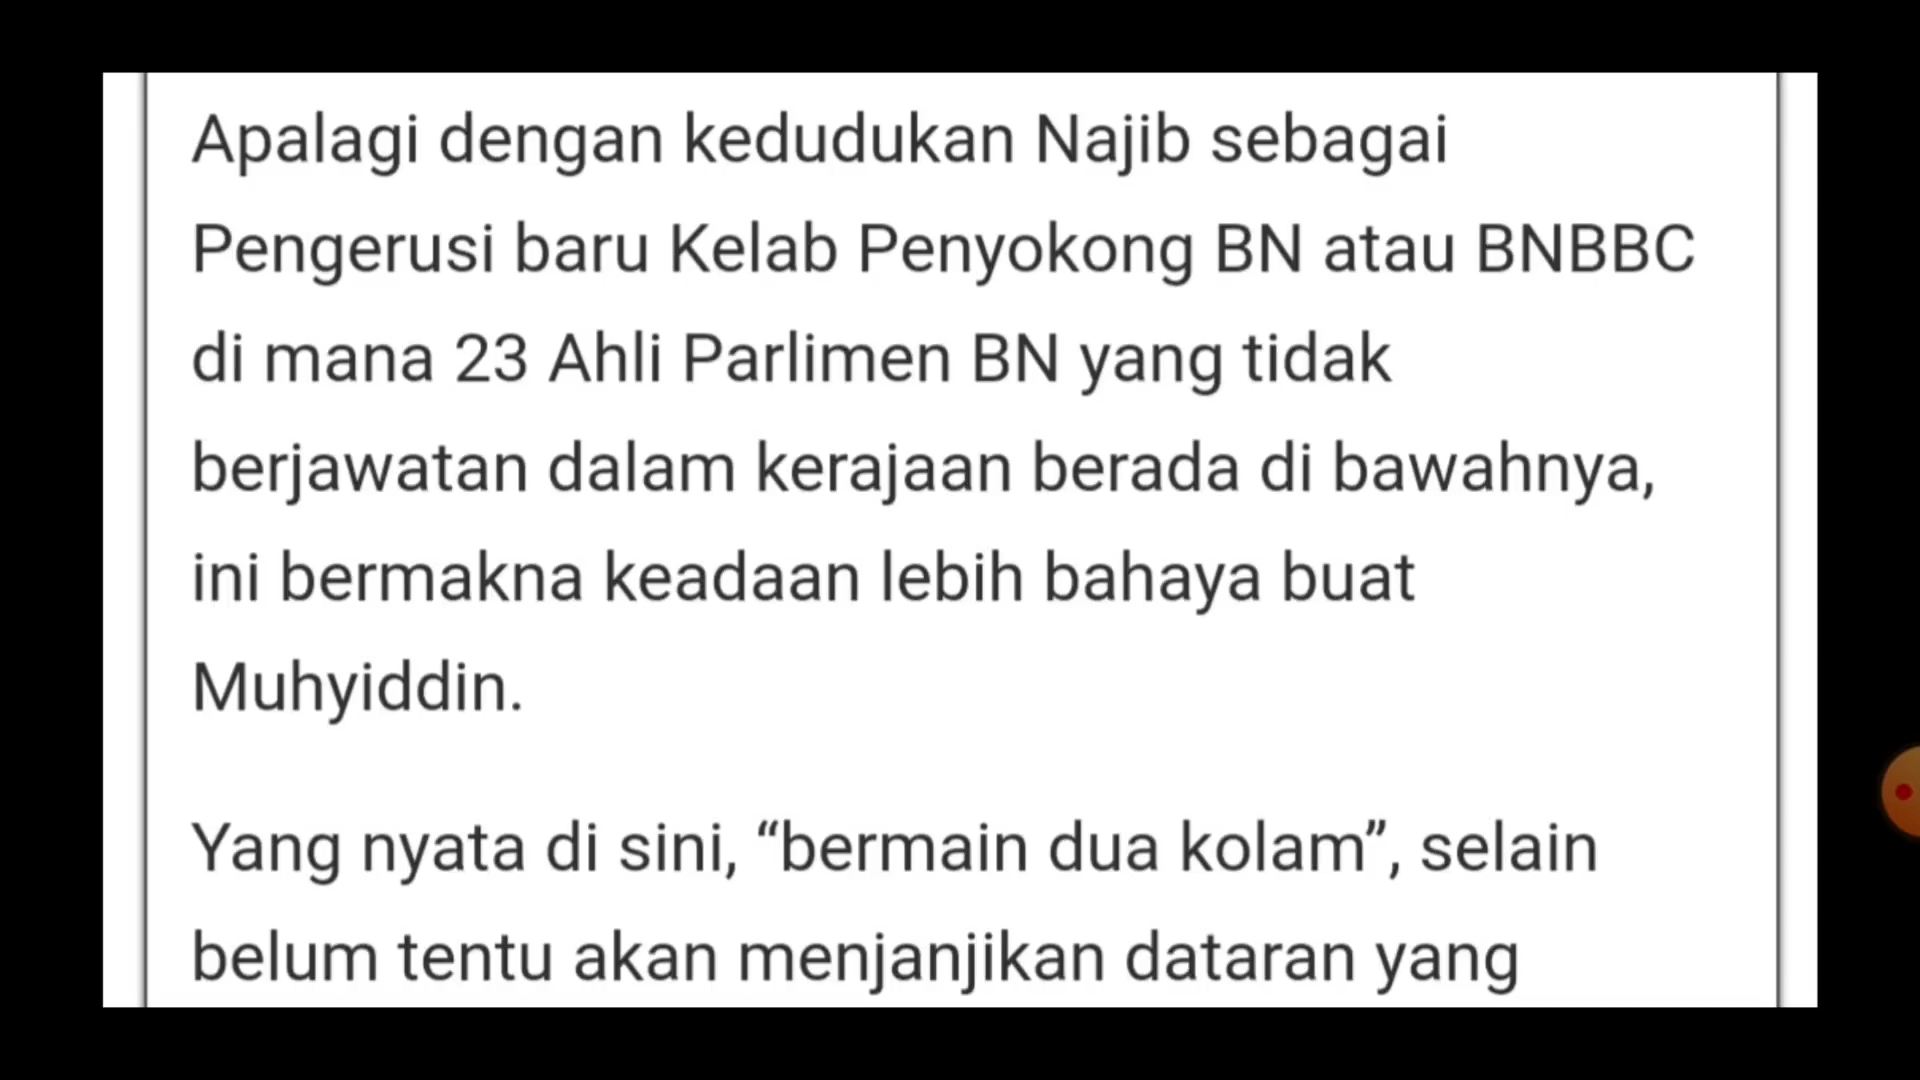 Apalagi dengan kedudukan Najib sebagai
Pengerusi baru Kelab Penyokong BN atau BNBBC
di mana 23 Ahli Parlimen BN yang tidak
berjawatan dalam kerajaan berada di bawahnya,
ini bermakna keadaan lebih bahaya buat
Muhyiddin.
Yang nyata di sini, “bermain dua kolam”, selain
belum tentu akan menjanjikan dataran yang